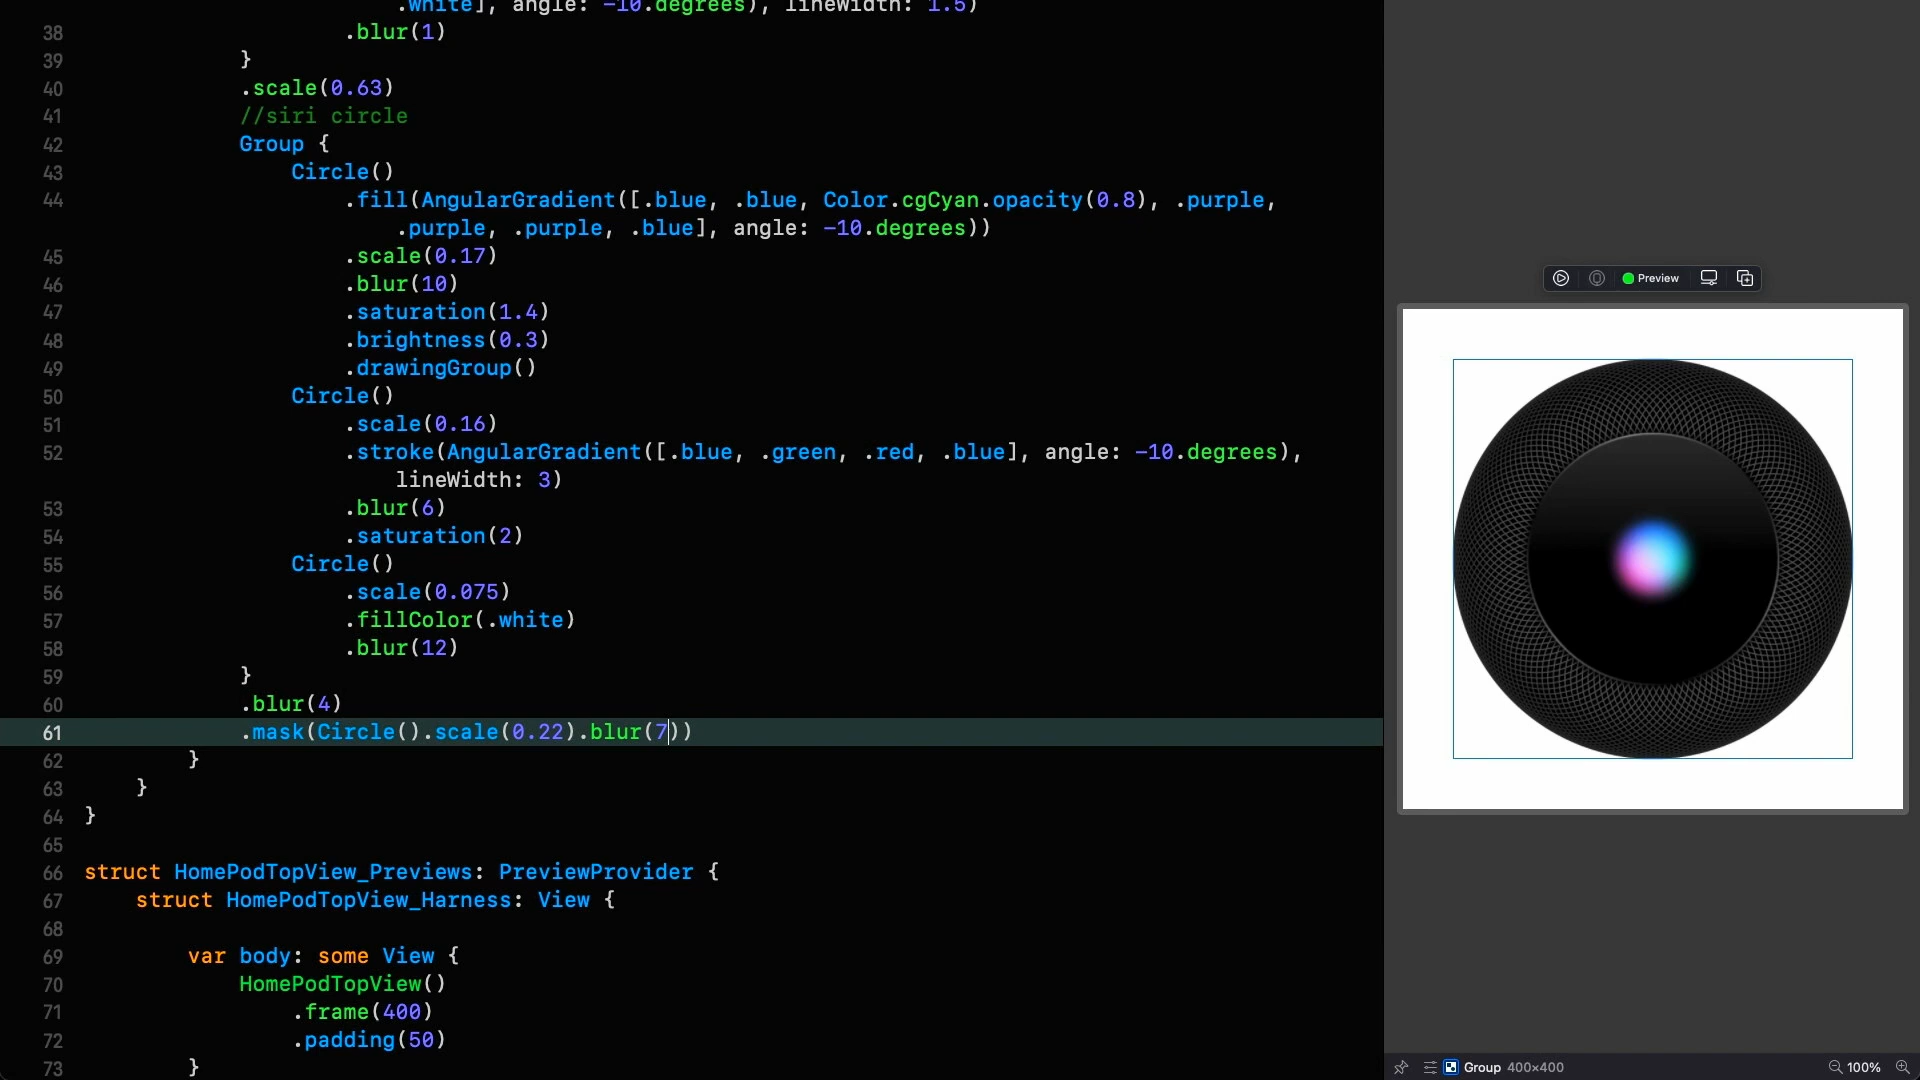 .white], angle: -10.degrees), lineWidth: 1.5)
38 .blur(1)
39 }
40 .scale(0.63)
41 //siri circle
42 Group {
43 Circle()
44 .fill(AngularGradient([.blue, .blue, Color.cgCyan.opacity(0.8), .purple,
.purple, .purple, .blue], angle: -10.degrees))
45 .scale(0.17)
46 .blur(10)
47 .saturation(1.4)
48 .brightness(0.3)
49 .drawingGroup()
50 Circle()
51 .scale(0.16)
52 .stroke(AngularGradient([.blue, .green, .red, .blue], angle: -10.degrees),
lineWidth: 3)
53 .blur(6)
54 .saturation(2)
55 Circle()
56 .scale(0.075)
57 .fillColor(.white)
58 .blur(12)
59 }
60 .blur(4)
61 .mask(Circle().scale(0.22).blur(7))
62 }
63 }
64 }
65
66 struct HomePodTopView_Previews: PreviewProvider {
67 struct HomePodTopView_Harness: View {
68
69 var body: some View {
70 HomePodTopView()
71 .frame(400)
72 .padding(50)
73 }
Preview
Group 400×400
100%